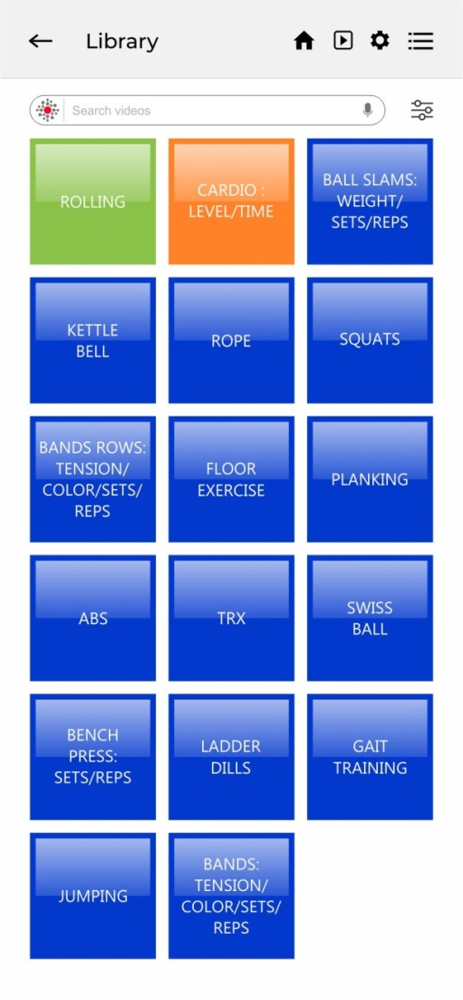 Library
Search videos
ROLLING
CARDIO :
LEVEL/TIME
BALL SLAMS:
WEIGHT/
SETS/REPS
KETTLE
BELL
ROPE
SQUATS
BANDS ROWS:
TENSION/
COLOR/SETS/
REPS
FLOOR
EXERCISE
PLANKING
ABS
TRX
SWISS
BALL
BENCH
PRESS:
SETS/REPS
LADDER
DILLS
GAIT
TRAINING
JUMPING
BANDS:
TENSION/
COLOR/SETS/
REPS